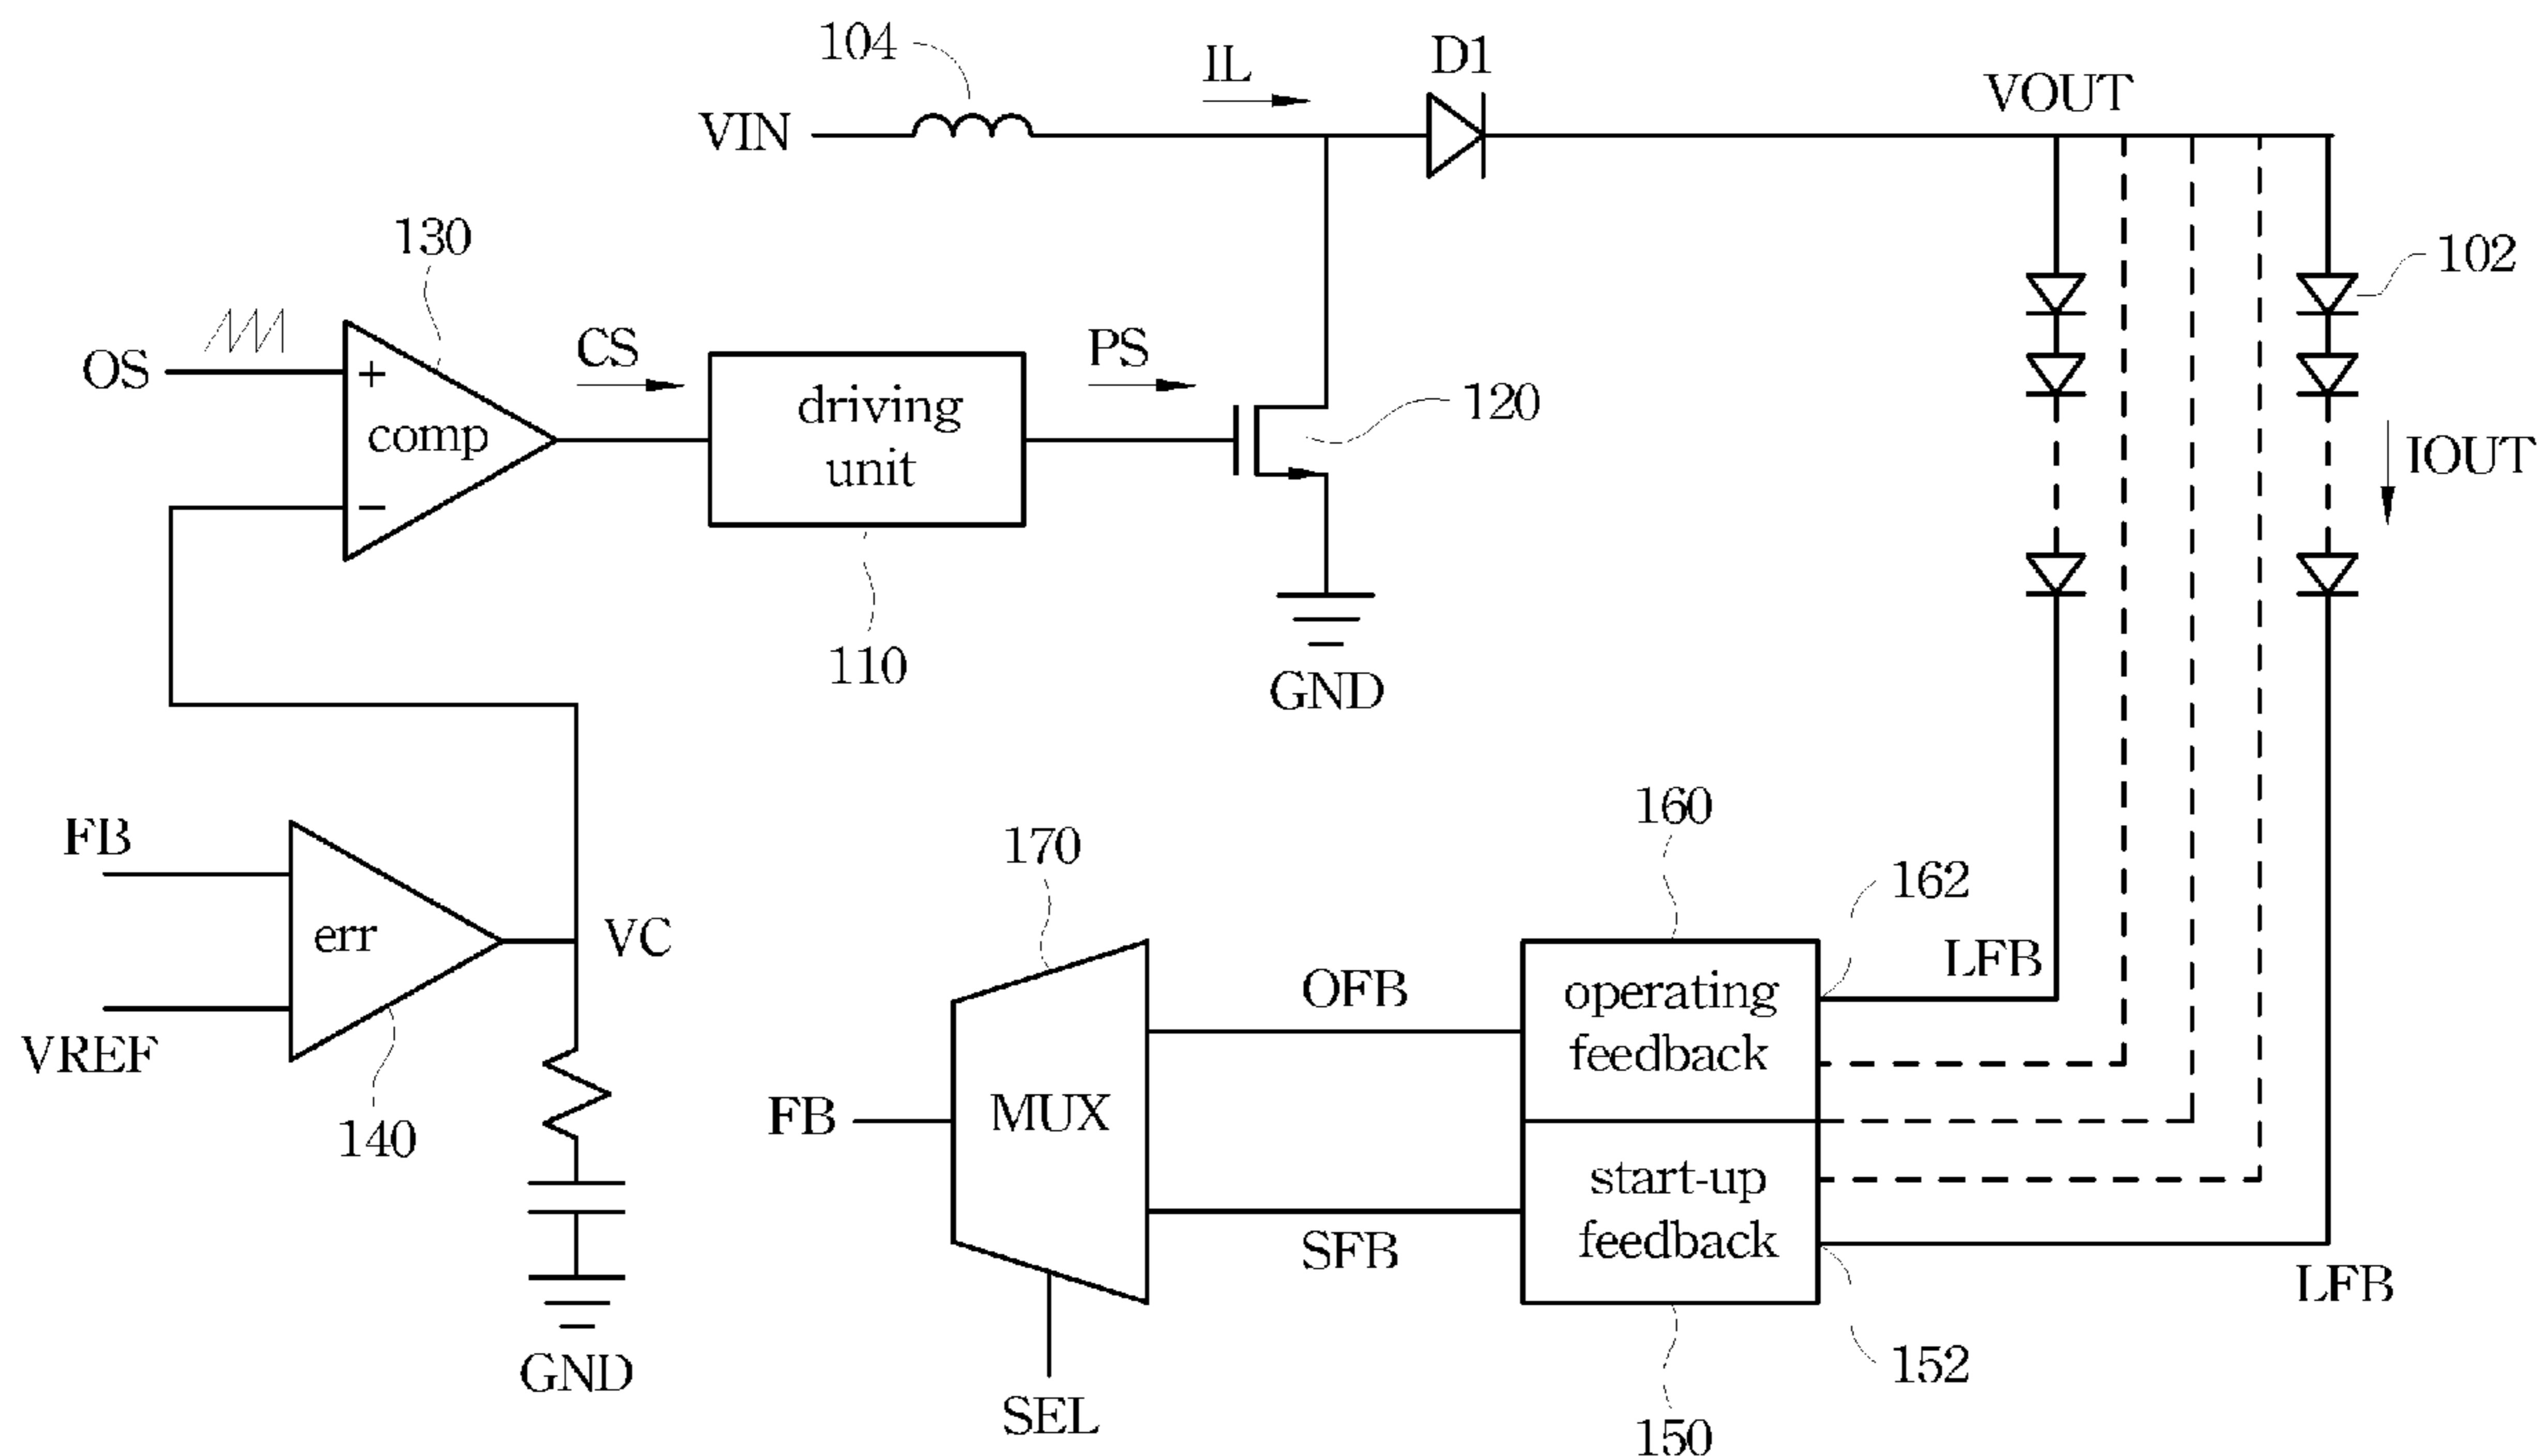 104
IL
D1
VOUT
VIN
130
102
OS
+
comp
−
CS
driving
unit
PS
120
IOUT
110
GND
FB
err
VREF
140
VC
GND
170
160
162
LFB
OFB
operating
feedback
FB
MUX
start-up
feedback
SFB
LFB
152
SEL
150